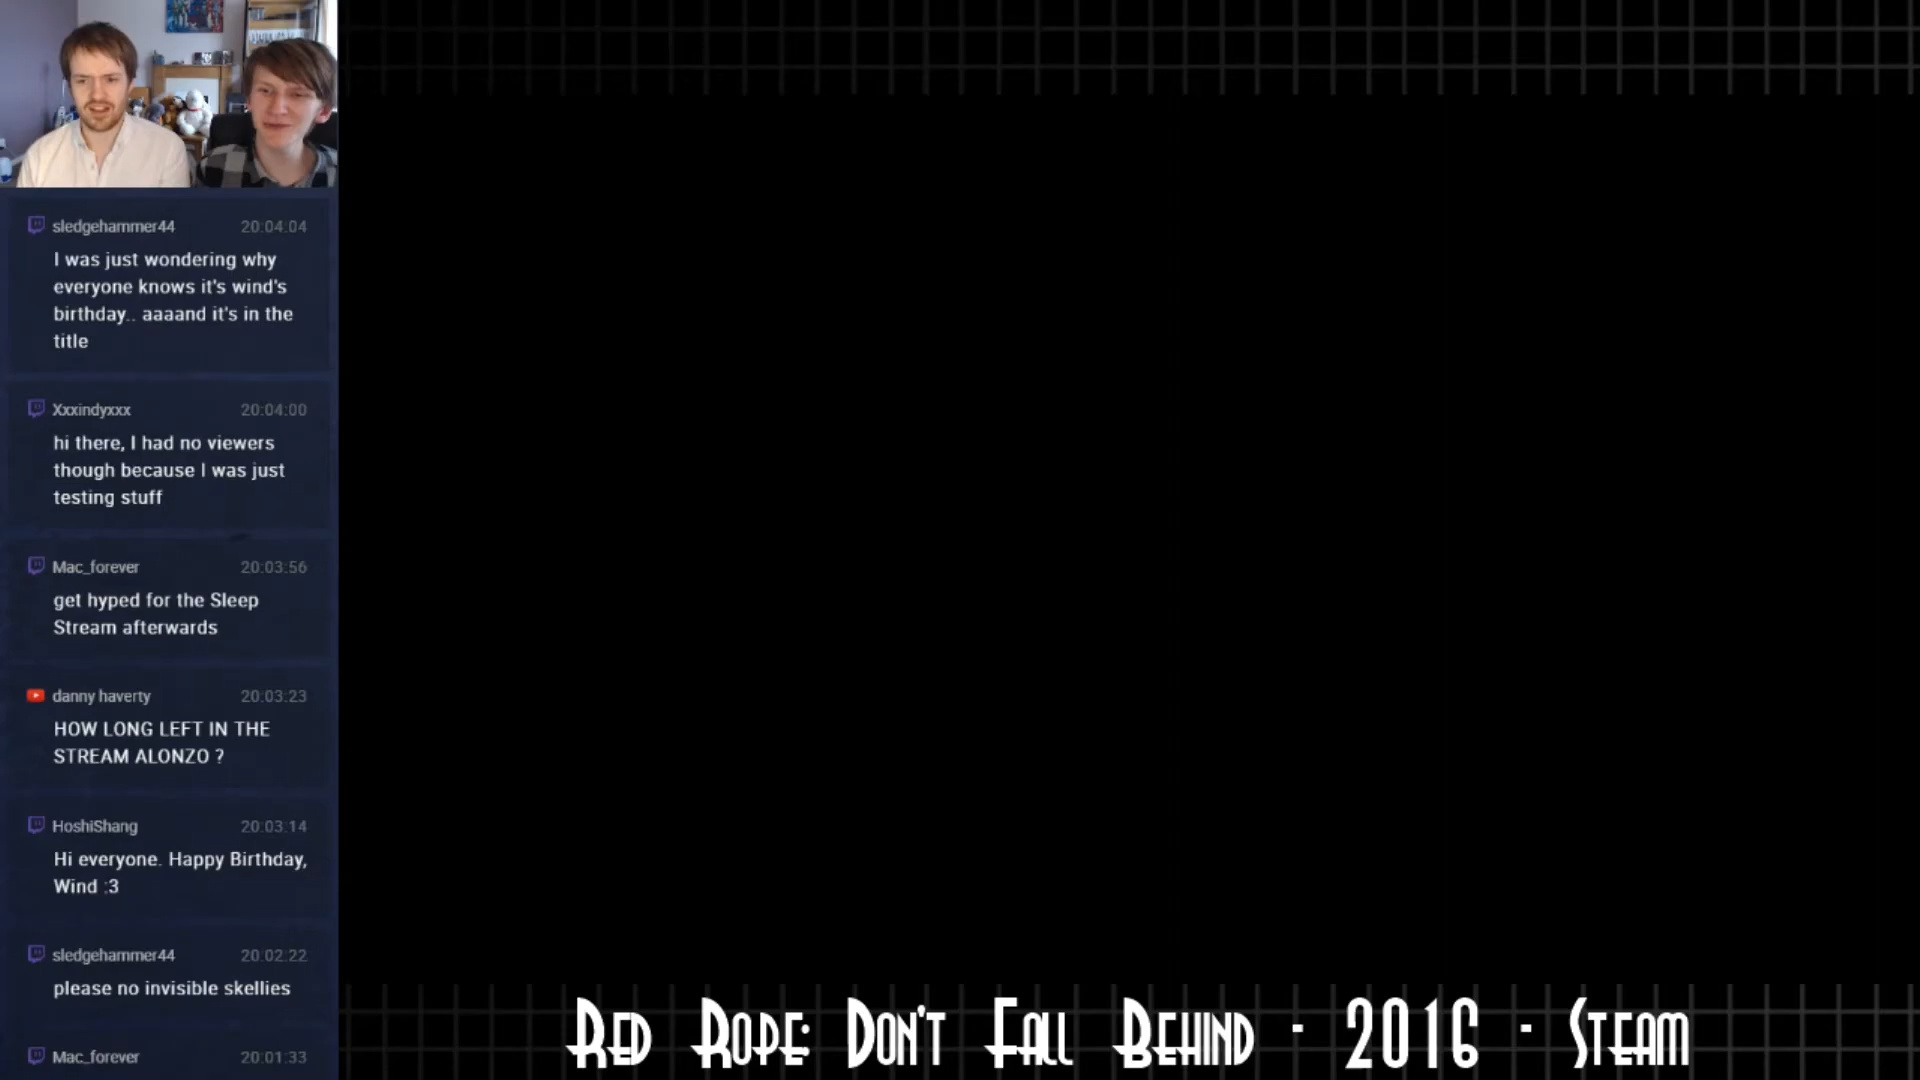 sledgehammer44 20:04:04
I was just wondering why
everyone knows it's wind's
birthday.. aaaand it's in the
title
Xxxindyxxx 20:04:00
hi there, I had no viewers
though because I was just
testing stuff
Mac_forever 20:03:56
get hyped for the Sleep
Stream afterwards
danny haverty 20:03:23
HOW LONG LEFT IN THE
STREAM ALONZO ?
HoshiShang 20:03:14
Hi everyone. Happy Birthday,
Wind :3
sledgehammer44 20:02:22
please no invisible skellies
Mac_forever 20:01:33
Red Rope: Don't Fall Behind - 2016 - Steam